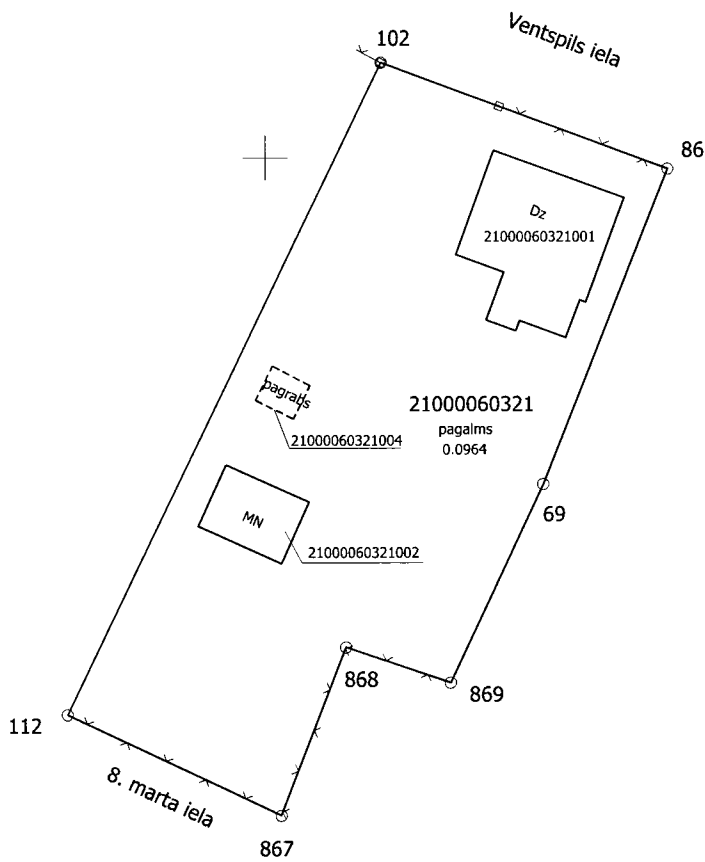 Ventspils iela
102
86
Dz
21000060321001
pagrabs
21000060321
pagalms
0.0964
21000060321004
69
MN
21000060321002
868
869
112
8. marta iela
867